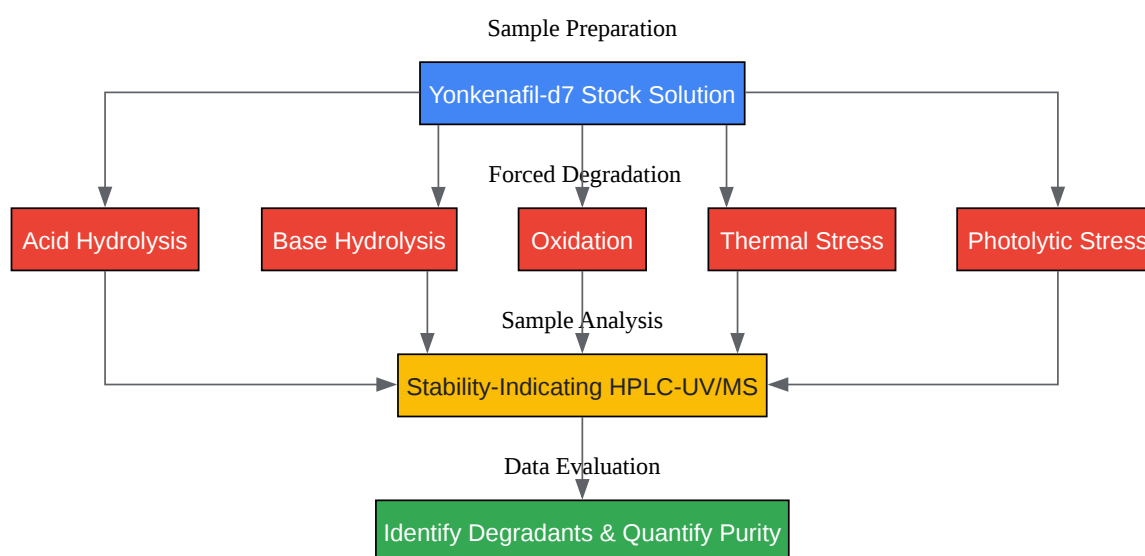 Sample Preparation
Yonkenafil-d7 Stock Solution
Forced Degradation
Acid Hydrolysis
Base Hydrolysis
Oxidation
Thermal Stress
Photolytic Stress
Sample Analysis
Stability-Indicating HPLC-UV/MS
Data Evaluation
Identify Degradants & Quantify Purity